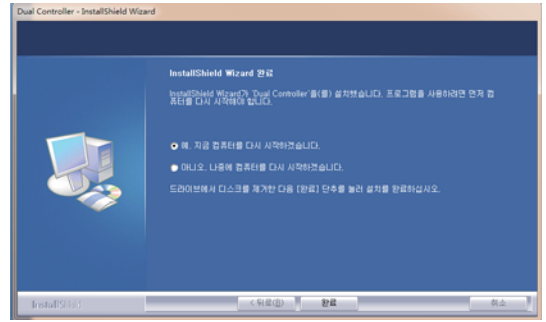 Dual Controller - InstallShield Wizard
InstallShield Wizard 완료
InstallShield Wizard가 'Dual Controller'을(를) 설치했습니다. 프로그램을 사용하려면 먼저 컴
퓨터를 다시 시작해야 합니다.
예, 지금 컴퓨터를 다시 시작하겠습니다.
아니오, 나중에 컴퓨터를 다시 시작하겠습니다.
드라이브에서 디스크를 제거한 다음 [완료] 단추를 눌러 설치를 완료하십시오.
InstallShield
< 뒤로(B) 완료 취소